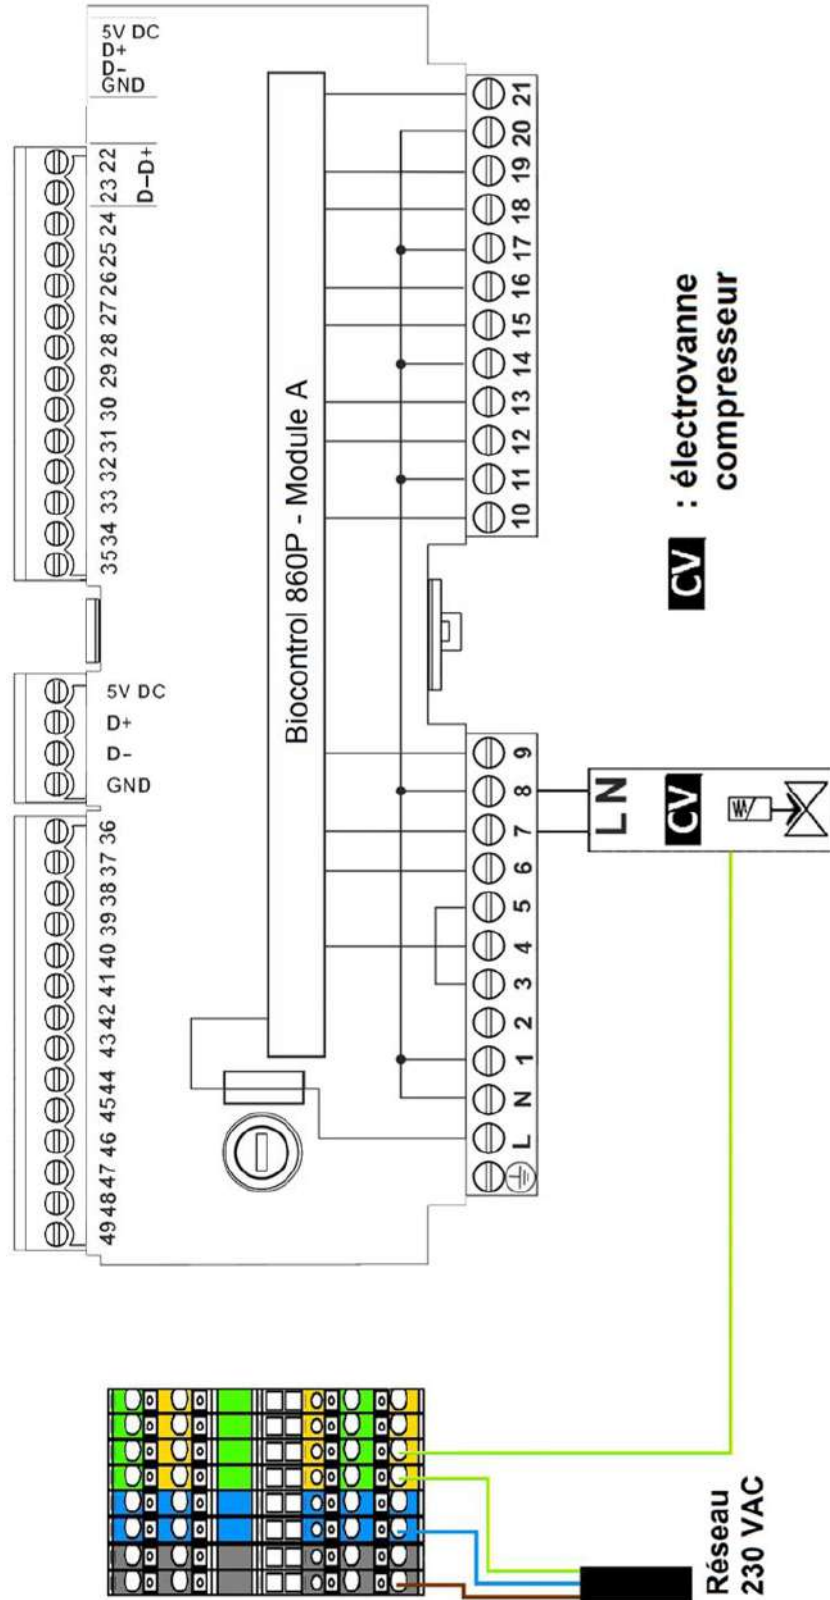 5V DC
D+
D-
GND
22
23
D-D+
24
25
26
27
28
29
30
31
32
33
34
35
5V DC
D+
D-
GND
36
37
38
39
40
41
42
43
44
45
46
47
48
49
Biocontrol 860P - Module A
21
20
19
18
17
16
15
14
13
12
11
10
9
8
7
6
5
4
3
2
1
N
L
L N
CV
CV : électrovanne
compresseur
Réseau
230 VAC